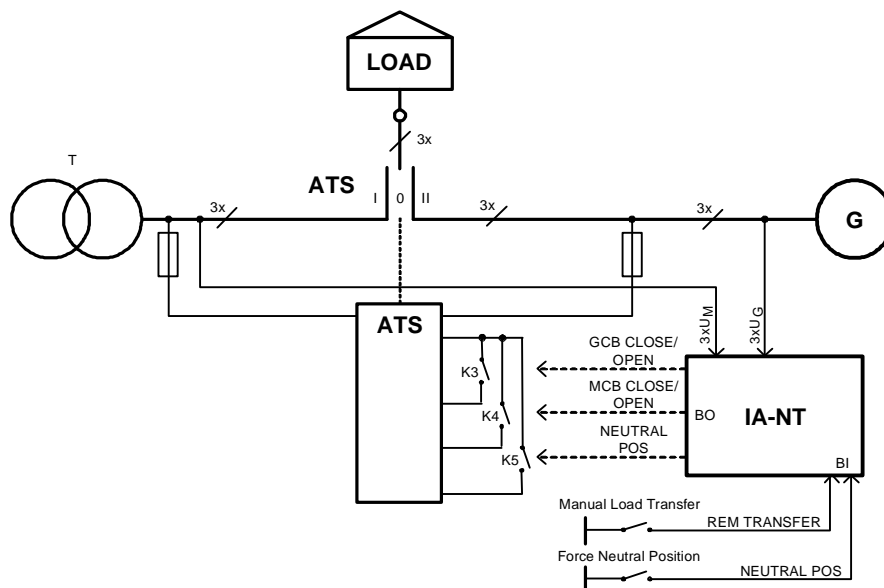 LOAD
3x
T
ATS
I
0
II
3x
3x
3x
G
ATS
3xUM
3xUG
GCB CLOSE/
OPEN
K3
MCB CLOSE/
OPEN
BO
IA-NT
K4
NEUTRAL
POS
K5
BI
Manual Load Transfer
REM TRANSFER
Force Neutral Position
NEUTRAL POS